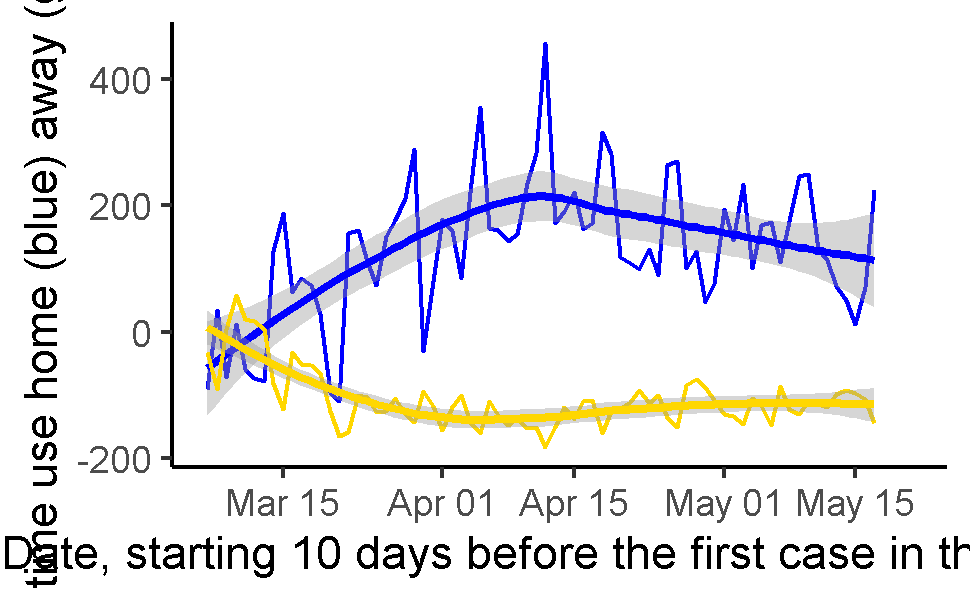 time use home (blue) away (
400
200
0
-200
Mar 15 Apr 01 Apr 15 May 01 May 15
Date, starting 10 days before the first case in th